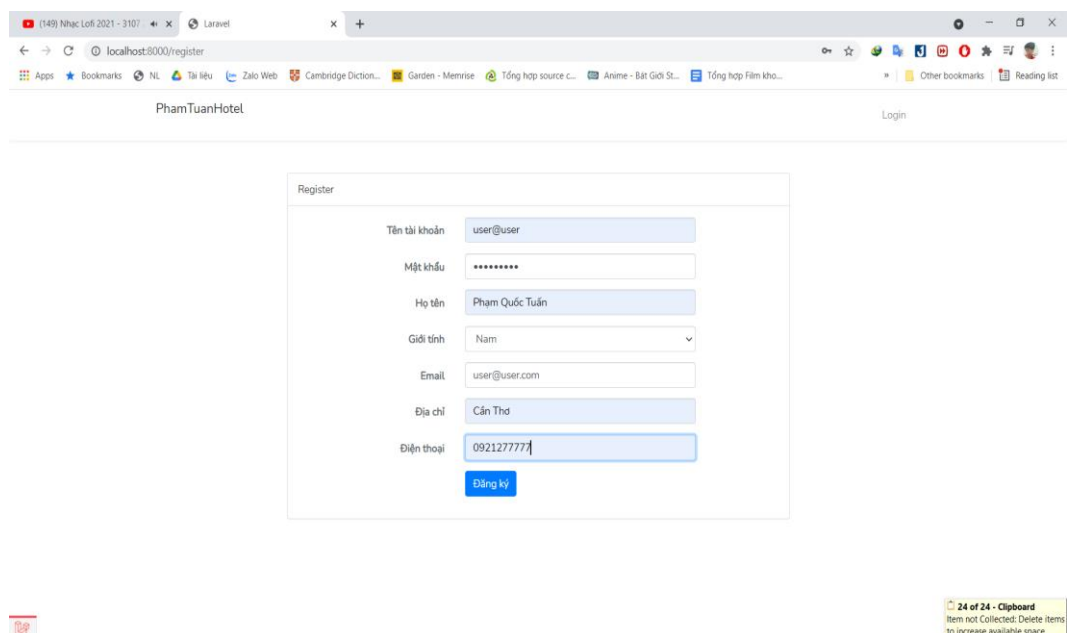 (149) Nhạc Lofi 2021 - 3107
Laravel
localhost:8000/register
Apps Bookmarks NL Tài liệu Zalo Web Cambridge Diction... Garden - Memrise Tổng hợp source c... Anime - Bát Giới St... Tổng hợp Film kho... » Other bookmarks Reading list
PhamTuanHotel Login
Register
Tên tài khoản user@user
Mật khẩu •••••••••
Họ tên Phạm Quốc Tuấn
Giới tính Nam
Email user@user.com
Địa chỉ Cần Thơ
Điện thoại 0921277777
Đăng ký
24 of 24 - Clipboard
Item not Collected: Delete items
to increase available space